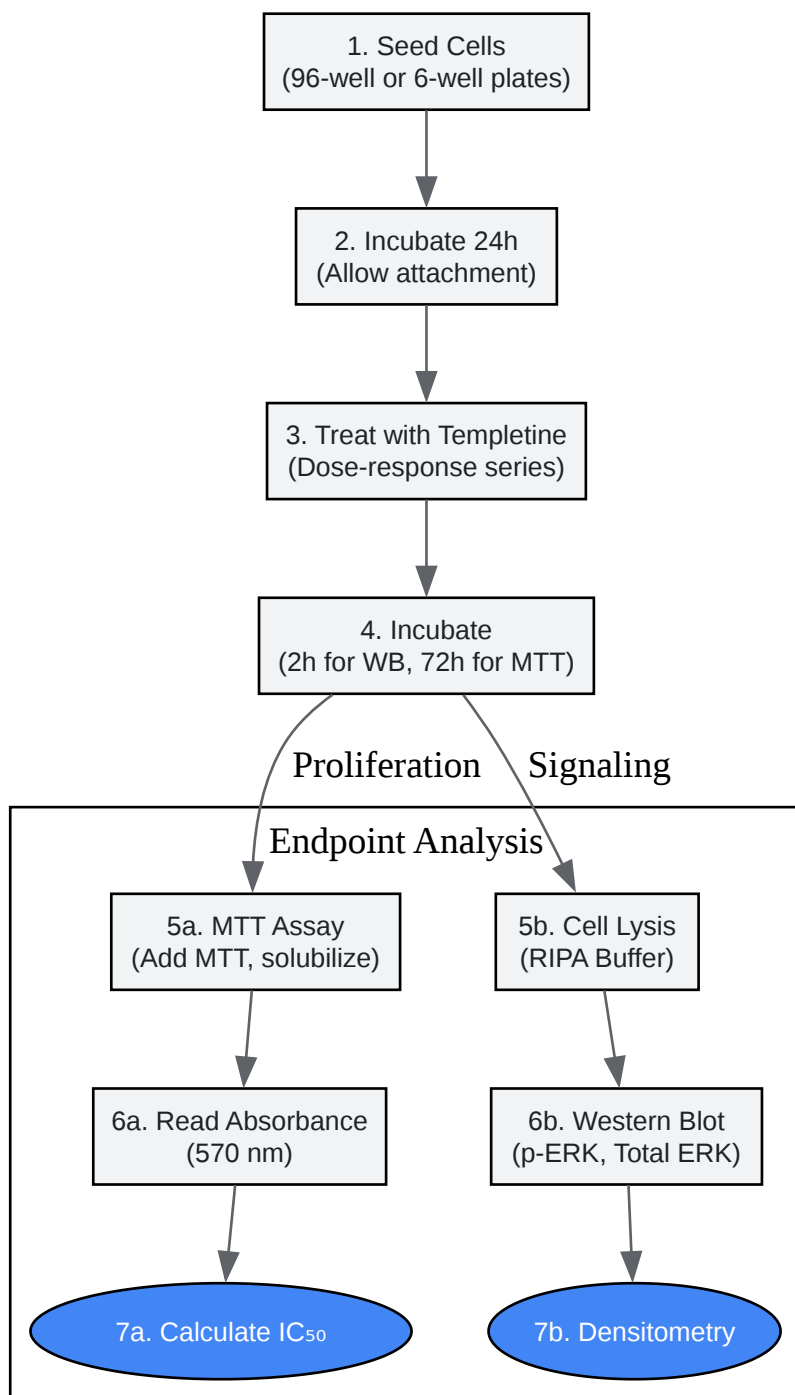 1. Seed Cells
(96-well or 6-well plates)
2. Incubate 24h
(Allow attachment)
3. Treat with Templetine
(Dose-response series)
4. Incubate
(2h for WB, 72h for MTT)
Proliferation
Signaling
Endpoint Analysis
5a. MTT Assay
(Add MTT, solubilize)
5b. Cell Lysis
(RIPA Buffer)
6a. Read Absorbance
(570 nm)
6b. Western Blot
(p-ERK, Total ERK)
7a. Calculate IC₅₀
7b. Densitometry